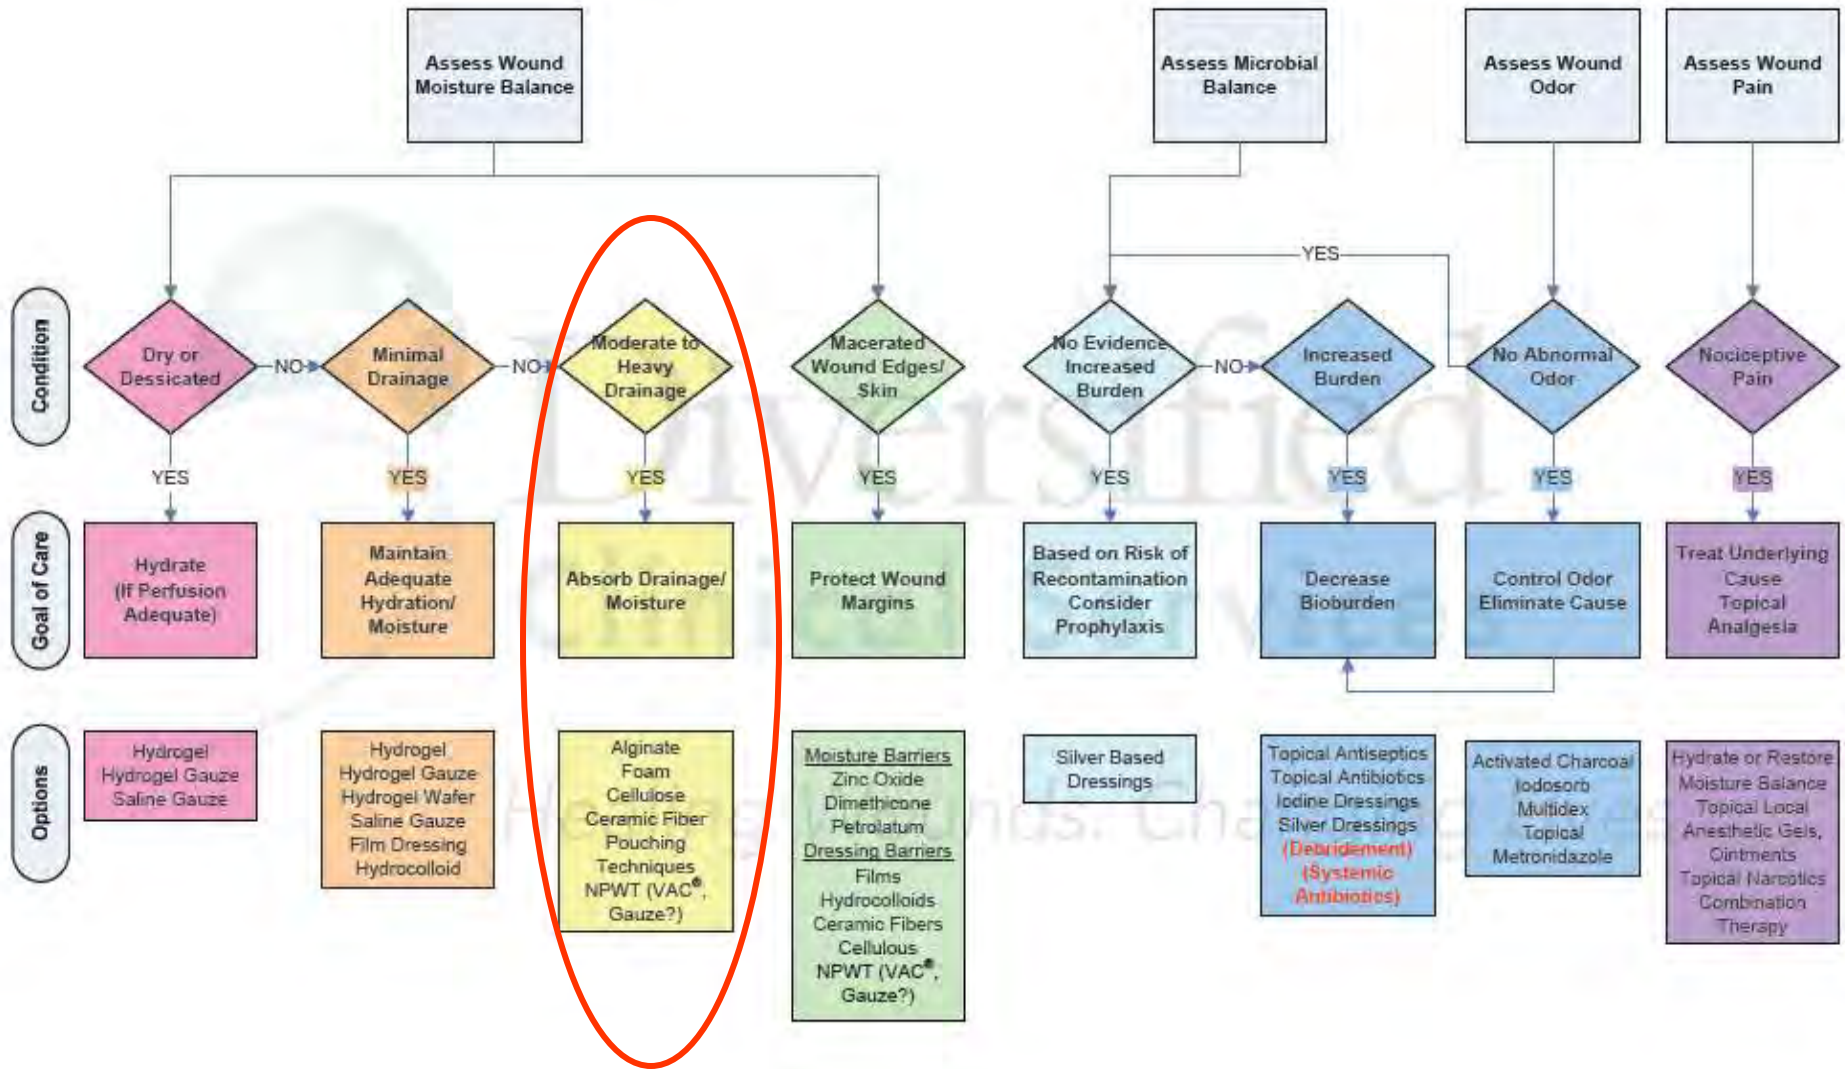 Assess Wound
Moisture Balance
Assess Microbial
Balance
Assess Wound
Odor
Assess Wound
Pain
YES
Condition
Dry or
Dessicated
NO
Minimal
Drainage
NO
Moderate to
Heavy
Drainage
Macerated
Wound Edges/
Skin
No Evidence
Increased
Burden
NO
Increased
Burden
No Abnormal
Odor
Nociceptive
Pain
YES
YES
YES
YES
YES
YES
YES
YES
Goal of Care
Hydrate
(If Perfusion
Adequate)
Maintain
Adequate
Hydration/
Moisture
Absorb Drainage/
Moisture
Protect Wound
Margins
Based on Risk of
Recontamination
Consider
Prophylaxis
Decrease
Bioburden
Control Odor
Eliminate Cause
Treat Underlying
Cause
Topical
Analgesia
Options
Hydrogel
Hydrogel Gauze
Saline Gauze
Hydrogel
Hydrogel Gauze
Hydrogel Wafer
Saline Gauze
Film Dressing
Hydrocolloid
Alginate
Foam
Cellulose
Ceramic Fiber
Pouching
Techniques
NPWT (VAC®,
Gauze?)
Moisture Barriers
Zinc Oxide
Dimethicone
Petrolatum
Dressing Barriers
Films
Hydrocolloids
Ceramic Fibers
Cellulous
NPWT (VAC®,
Gauze?)
Silver Based
Dressings
Topical Antiseptics
Topical Antibiotics
Iodine Dressings
Silver Dressings
(Debridement)
(Systemic
Antibiotics)
Activated Charcoal
Iodosorb
Multidex
Topical
Metronidazole
Hydrate or Restore
Moisture Balance
Topical Local
Anesthetic Gels,
Ointments
Topical Narcotics
Combination
Therapy
Diversified